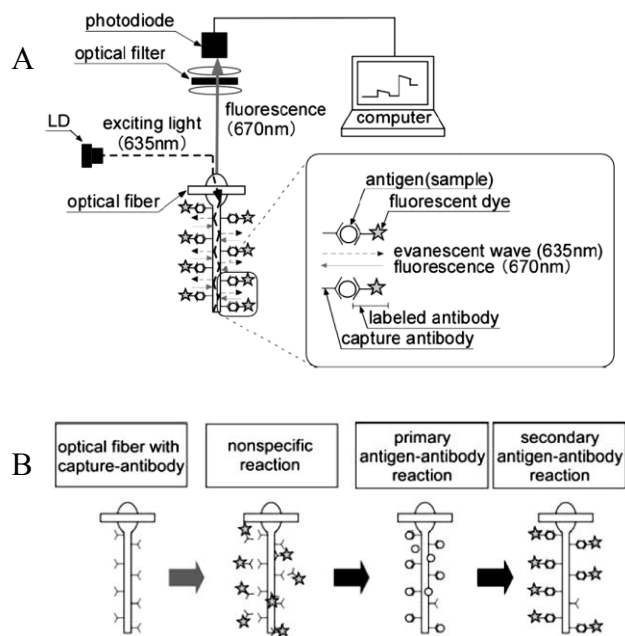 A
photodiode
optical filter
fluorescence
(670nm)
computer
LD
exciting light
(635nm)
optical fiber
antigen(sample)
fluorescent dye
evanescent wave (635nm)
fluorescence (670nm)
labeled antibody
capture antibody
B
optical fiber with
capture-antibody
nonspecific
reaction
primary
antigen-antibody
reaction
secondary
antigen-antibody
reaction